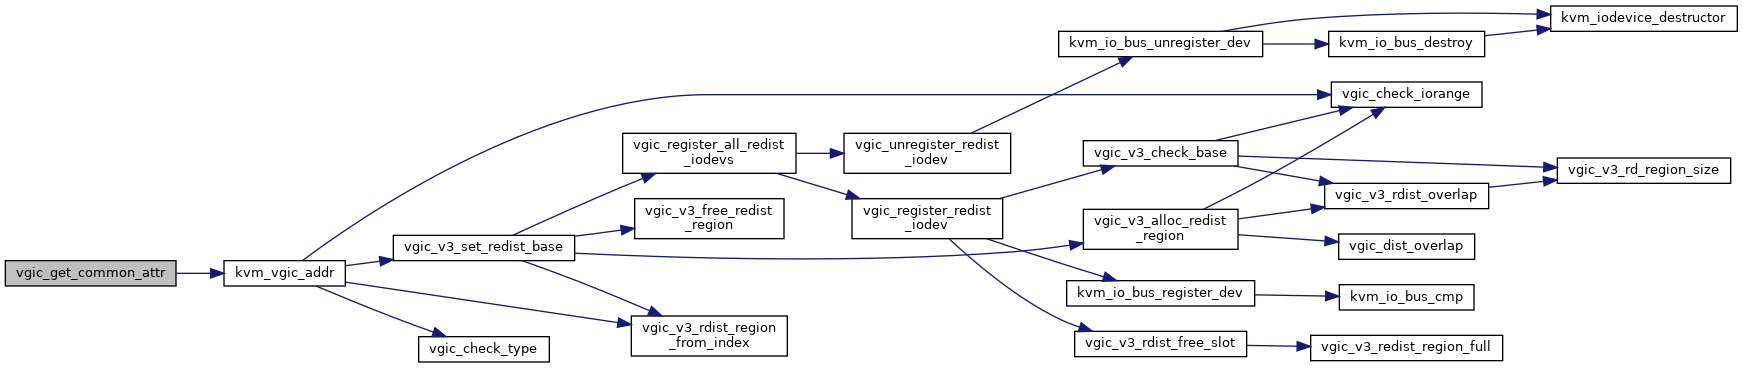 kvm_iodevice_destructor
kvm_io_bus_unregister_dev
kvm_io_bus_destroy
vgic_check_iorange
vgic_register_all_redist
_iodevs
vgic_unregister_redist
_iodev
vgic_v3_check_base
vgic_v3_rd_region_size
vgic_v3_rdist_overlap
vgic_v3_free_redist
_region
vgic_register_redist
_iodev
vgic_v3_alloc_redist
_region
vgic_v3_set_redist_base
vgic_dist_overlap
vgic_get_common_attr
kvm_vgic_addr
kvm_io_bus_register_dev
kvm_io_bus_cmp
vgic_v3_rdist_region
_from_index
vgic_check_type
vgic_v3_rdist_free_slot
vgic_v3_redist_region_full